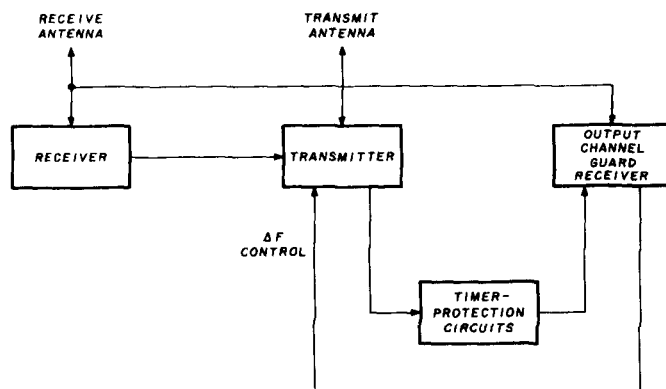 RECEIVE
ANTENNA
TRANSMIT
ANTENNA
RECEIVER
TRANSMITTER
OUTPUT
CHANNEL
GUARD
RECEIVER
ΔF
CONTROL
TIMER-
PROTECTION
CIRCUITS